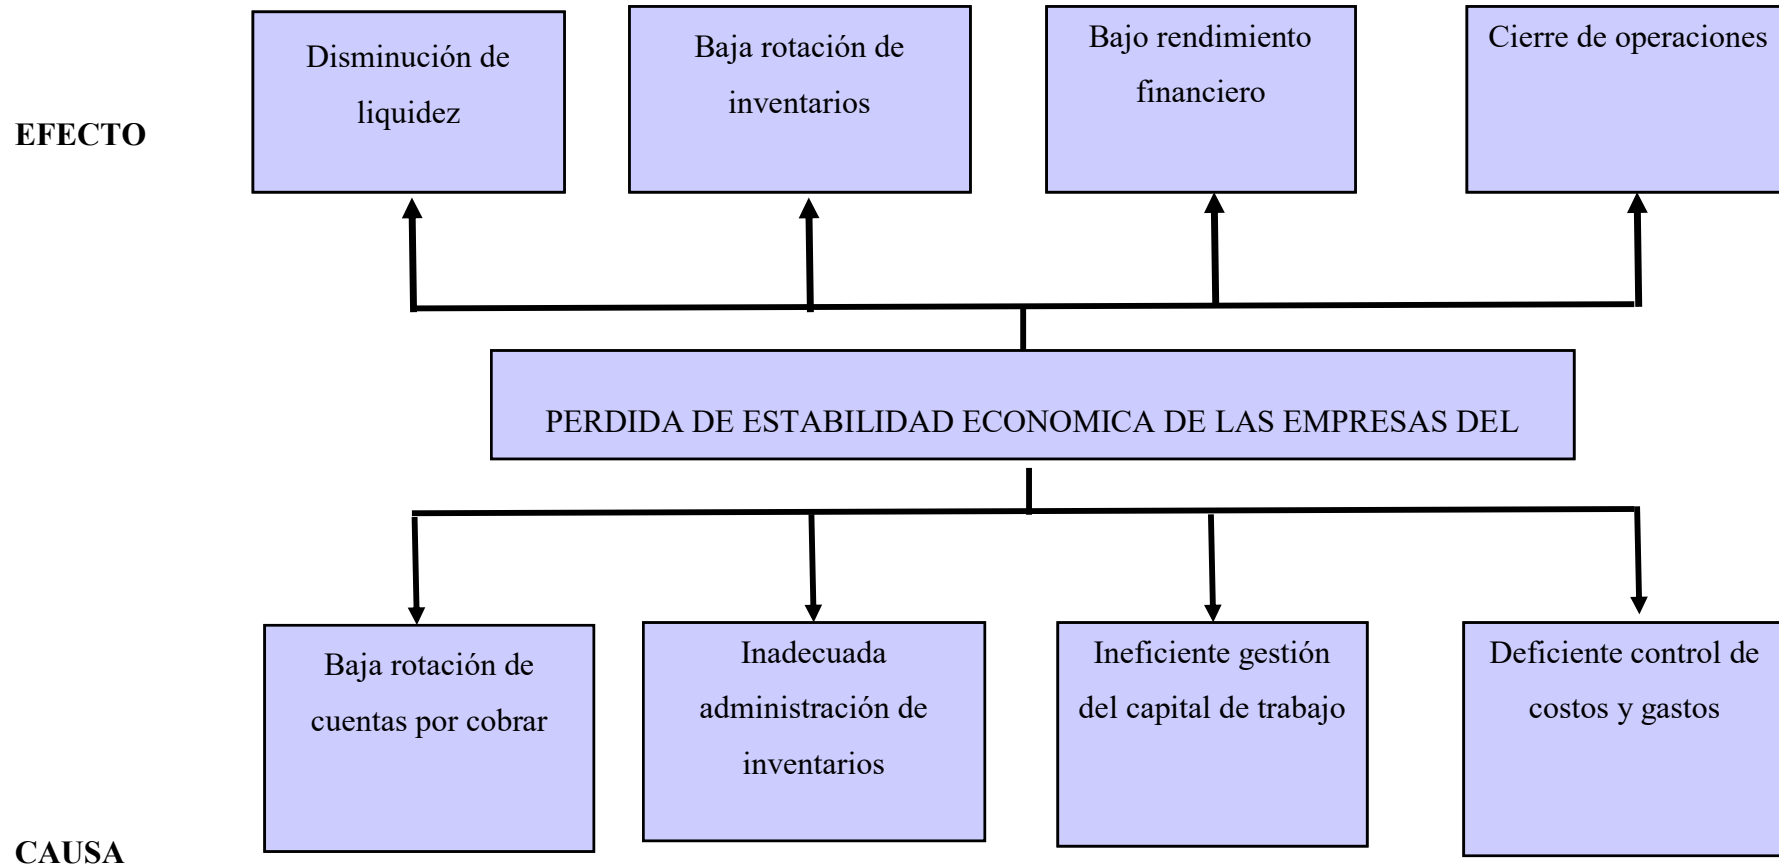 Disminución de
liquidez
Baja rotación de
inventarios
Bajo rendimiento
financiero
Cierre de operaciones
EFECTO
PERDIDA DE ESTABILIDAD ECONOMICA DE LAS EMPRESAS DEL
Baja rotación de
cuentas por cobrar
Inadecuada
administración de
inventarios
Ineficiente gestión
del capital de trabajo
Deficiente control de
costos y gastos
CAUSA